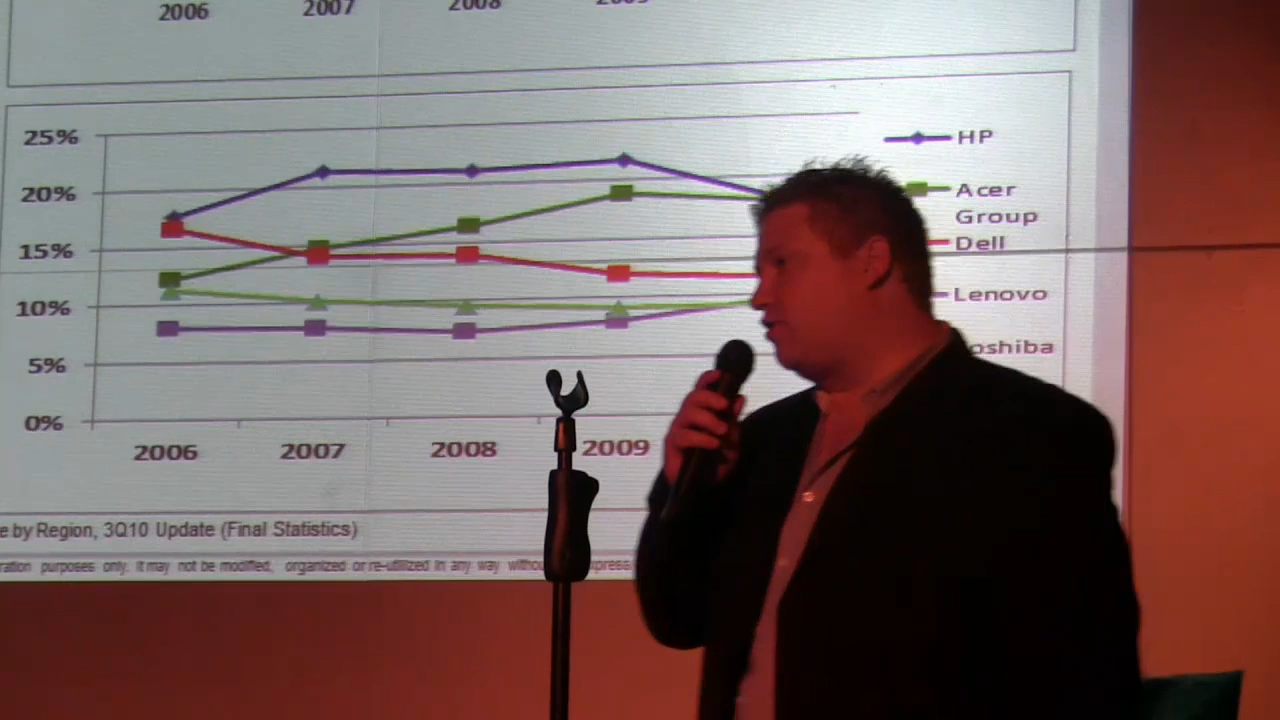 2006 2007 2008 2009
25%
20%
15%
10%
5%
0%
2006 2007 2008 2009
HP
Acer
Group
Dell
Lenovo
oshiba
e by Region, 3Q10 Update (Final Statistics)
ration purposes only. It may not be modified, organized or re-utilized in any way